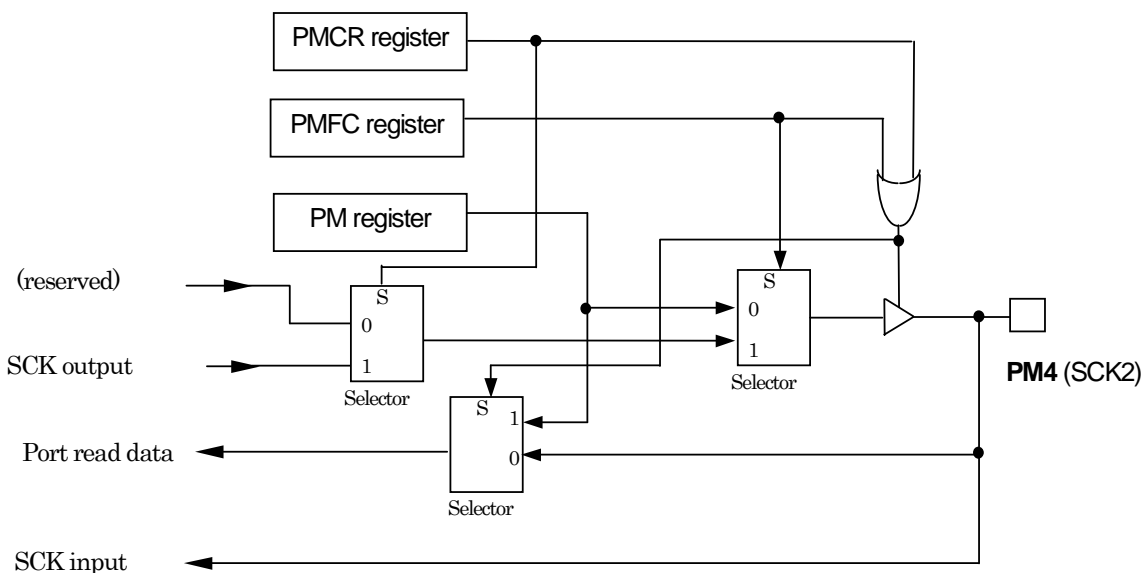 PMCR register
PMFC register
PM register
(reserved)
S
0
SCK output
1
Selector
S
0
1
Selector
PM4 (SCK2)
S
1
Port read data
0
Selector
SCK input